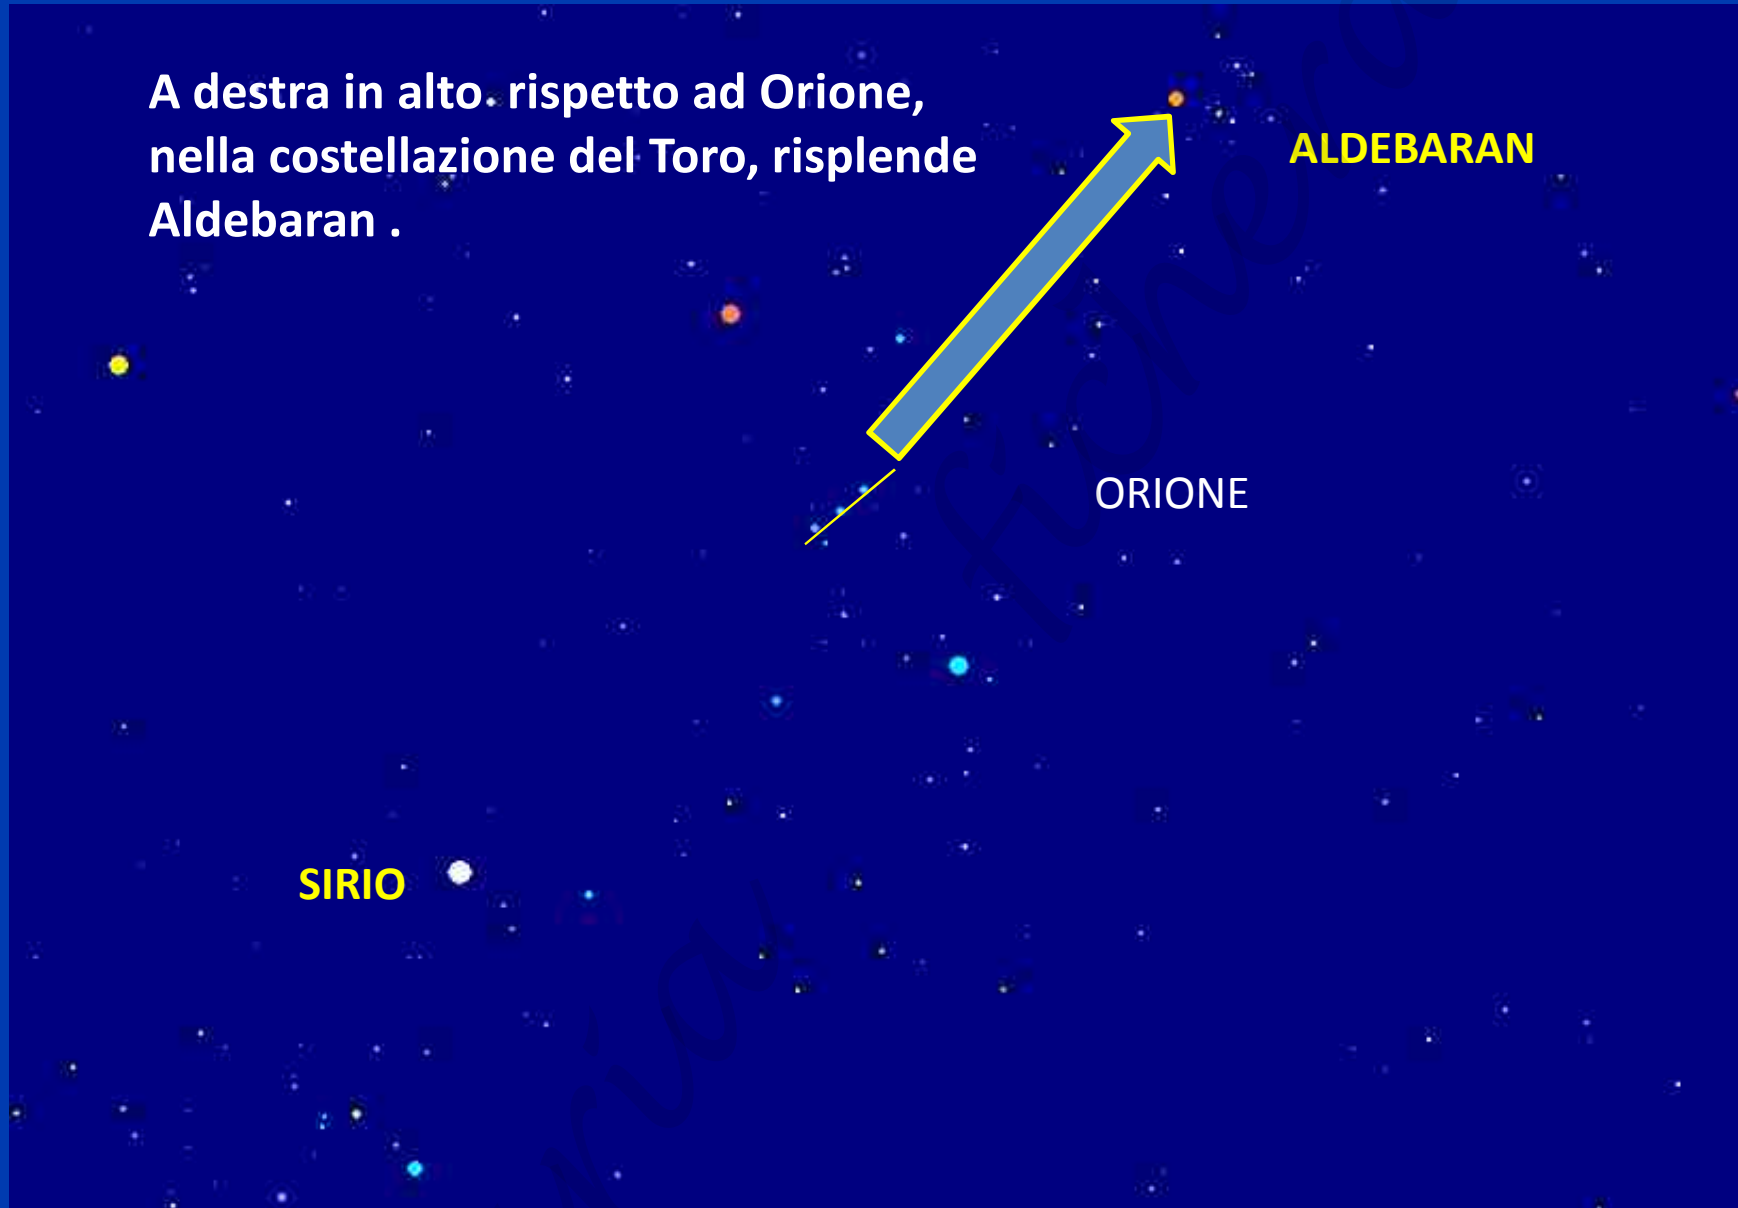 A destra in alto rispetto ad Orione,
nella costellazione del Toro, risplende
Aldebaran .
ALDEBARAN
ORIONE
SIRIO